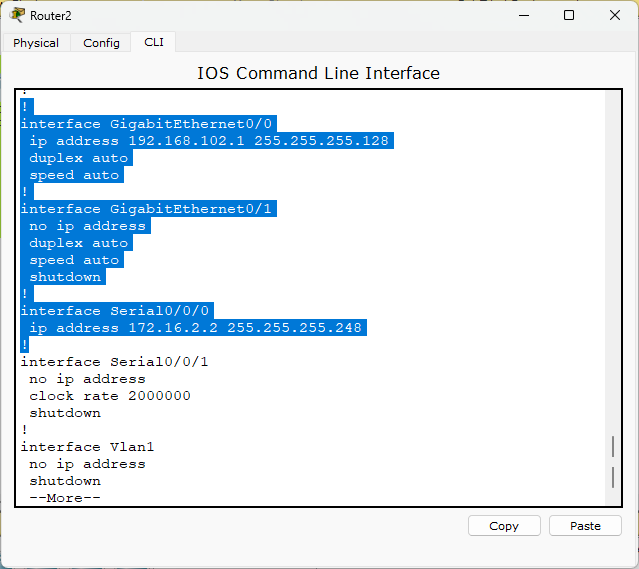 Router2
Physical Config CLI
IOS Command Line Interface
!
!
interface GigabitEthernet0/0
ip address 192.168.102.1 255.255.255.128
duplex auto
speed auto
!
interface GigabitEthernet0/1
no ip address
duplex auto
speed auto
shutdown
!
interface Serial0/0/0
ip address 172.16.2.2 255.255.255.248
!
interface Serial0/0/1
no ip address
clock rate 2000000
shutdown
!
interface Vlan1
no ip address
shutdown
--More--
Copy Paste